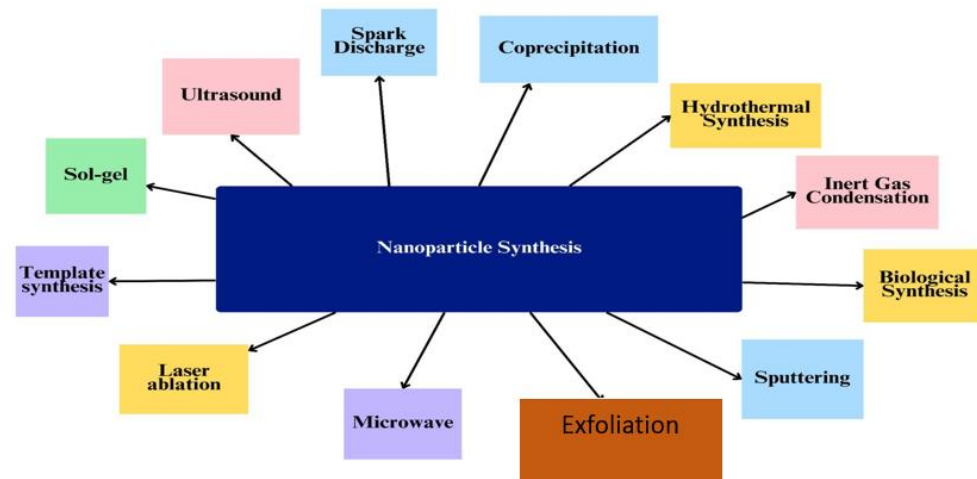 Spark
Discharge
Coprecipitation
Ultrasound
Hydrothermal
Synthesis
Sol-gel
Inert Gas
Condensation
Nanoparticle Synthesis
Template
synthesis
Biological
Synthesis
Laser
ablation
Sputtering
Microwave
Exfoliation